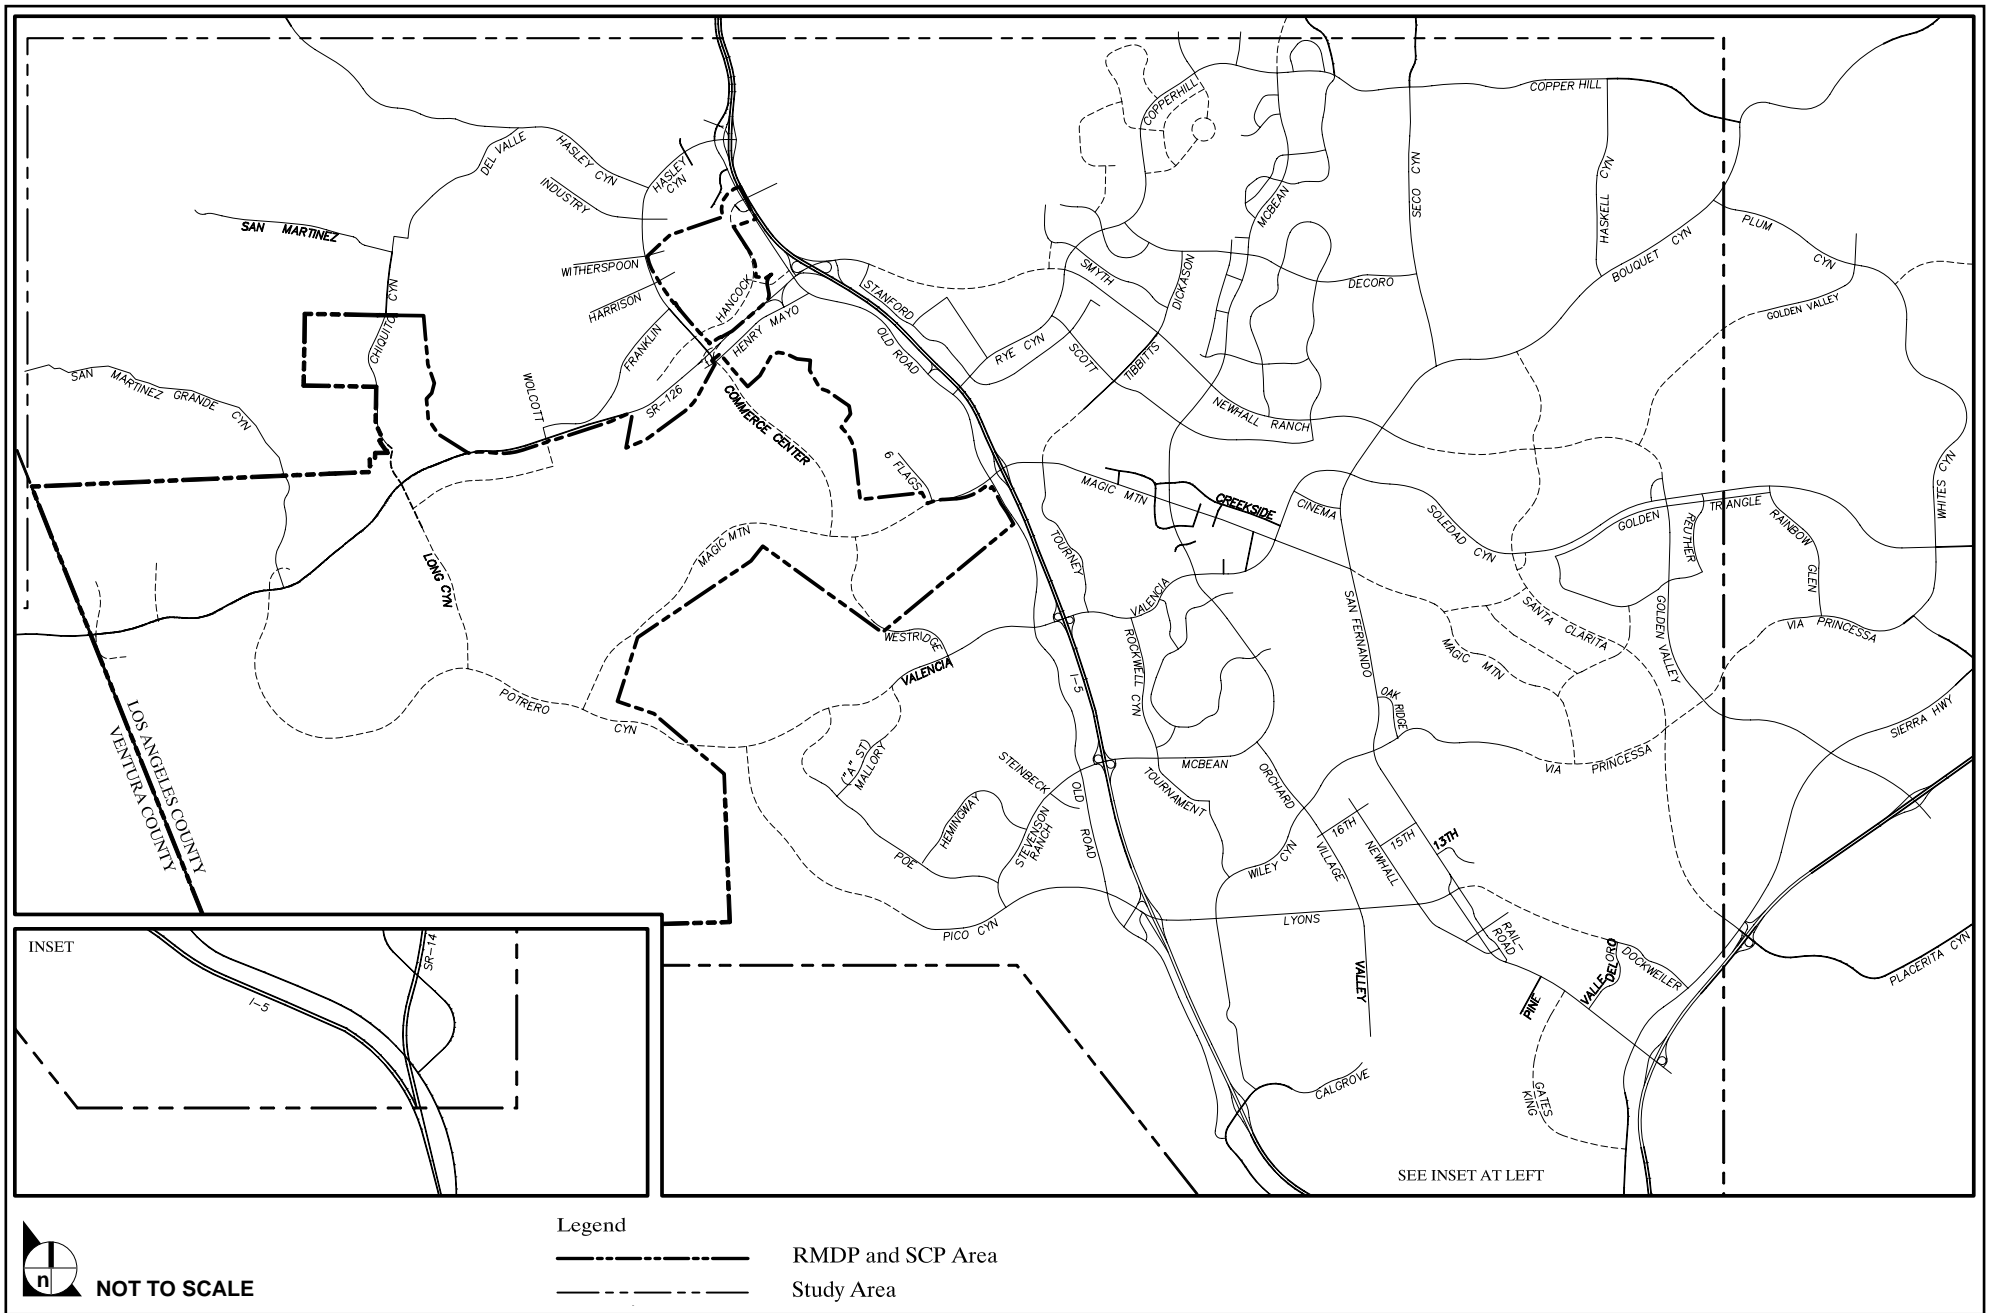 COPPER HILL
COPPERHILL
DEL VALLE
HASLEY CYN
HASLEY
CYN
INDUSTRY
SAN MARTINEZ
WITHERSPOON
HARRISON
HANCOCK
FRANKLIN
HENRY MAYO
CHIQUITO CYN
SAN MARTINEZ GRANDE CYN
WOLCOTT
SR-126
COMMERCE CENTER
6 FLAGS
STANFORD
OLD ROAD
RYE CYN
SCOTT
SMYTH
DICKASON
TIBBITTS
MCBEAN
DECORO
SECO CYN
HASKELL CYN
BOUQUET CYN
PLUM CYN
GOLDEN VALLEY
NEWHALL RANCH
MAGIC MTN
CREEKSIDE
CINEMA
SOLEDAD CYN
GOLDEN TRIANGLE
REUTHER
RAINBOW GLEN
WHITES CYN
MAGIC MTN
LONG CYN
TOURNEY
VALENCIA
ROCKWELL CYN
SAN FERNANDO
SANTA CLARITA
MAGIC MTN
GOLDEN VALLEY
VIA PRINCESSA
WESTRIDGE
VALENCIA
I-5
POTRERO CYN
LOS ANGELES COUNTY
VENTURA COUNTY
OAK
RIDGE
SIERRA HWY
VIA PRINCESSA
("A" ST)
MALLORY
STEINBECK
HEMINGWAY
STEVENSON
RANCH
POE
OLD ROAD
MCBEAN
TOURNAMENT
ORCHARD VILLAGE
16TH
NEWHALL
15TH
13TH
WILEY CYN
LYONS
PICO CYN
RAIL-
ROAD
VALLEY
PINE
VALLE
DEL ORO
DOCKWEILER
PLACERITA CYN
CALGROVE
GATES
KING
INSET
I-5
SR-14
SEE INSET AT LEFT
n
NOT TO SCALE
Legend
RMDP and SCP Area
Study Area